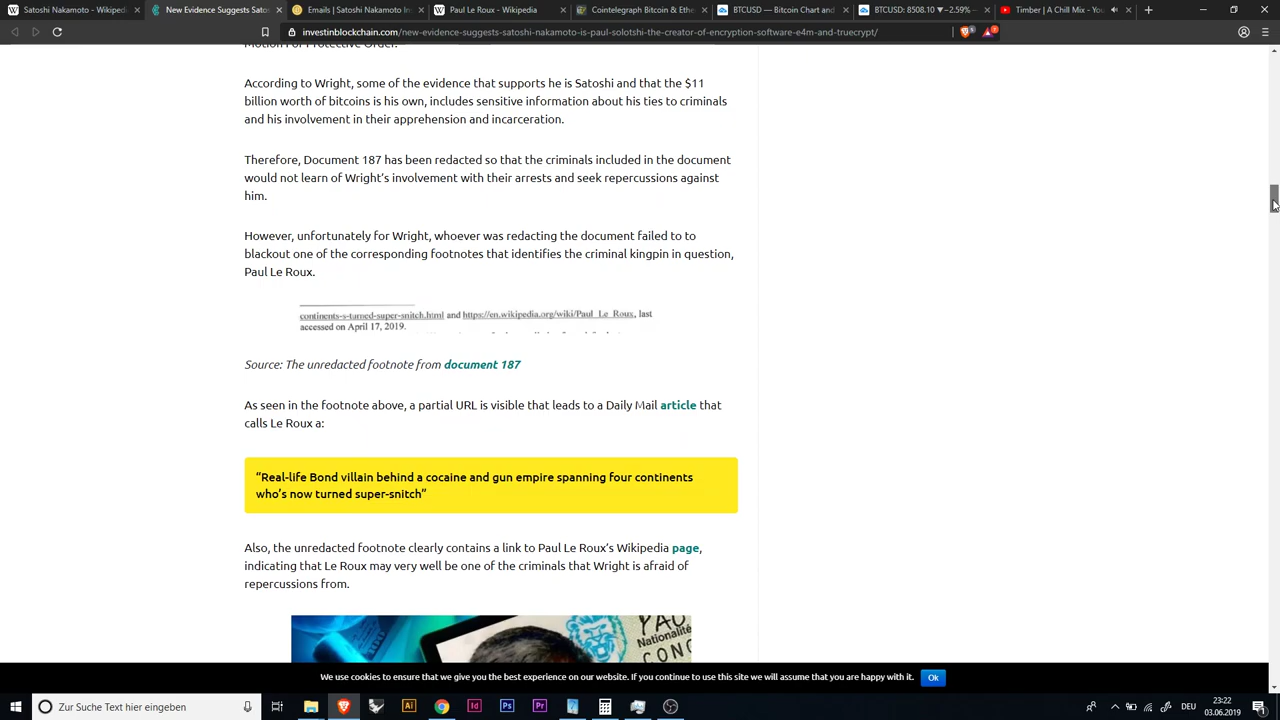 Satoshi Nakamoto - Wikipedia
New Evidence Suggests Satoshi
Emails | Satoshi Nakamoto In
Paul Le Roux - Wikipedia
Cointelegraph Bitcoin & Ethe
BTCUSD — Bitcoin Chart and
BTCUSD: 8508.10 ▼ -2.59% -
Timber | A Chill Mix - You
investinblockchain.com/new-evidence-suggests-satoshi-nakamoto-is-paul-solotshi-the-creator-of-encryption-software-e4m-and-truecrypt/
Motion For Protective Order.
According to Wright, some of the evidence that supports he is Satoshi and that the $11
billion worth of bitcoins is his own, includes sensitive information about his ties to criminals
and his involvement in their apprehension and incarceration.
Therefore, Document 187 has been redacted so that the criminals included in the document
would not learn of Wright's involvement with their arrests and seek repercussions against
him.
However, unfortunately for Wright, whoever was redacting the document failed to to
blackout one of the corresponding footnotes that identifies the criminal kingpin in question,
Paul Le Roux.
continents-s-turned-super-snitch.html and https://en.wikipedia.org/wiki/Paul_Le_Roux, last
accessed on April 17, 2019.
Source: The unredacted footnote from document 187
As seen in the footnote above, a partial URL is visible that leads to a Daily Mail article that
calls Le Roux a:
“Real-life Bond villain behind a cocaine and gun empire spanning four continents
who’s now turned super-snitch”
Also, the unredacted footnote clearly contains a link to Paul Le Roux’s Wikipedia page,
indicating that Le Roux may very well be one of the criminals that Wright is afraid of
repercussions from.
Nationalité
CONG
We use cookies to ensure that we give you the best experience on our website. If you continue to use this site we will assume that you are happy with it.
Ok
Zur Suche Text hier eingeben
Ai
Id
Ps
Pr
DEU
23:22
03.06.2019